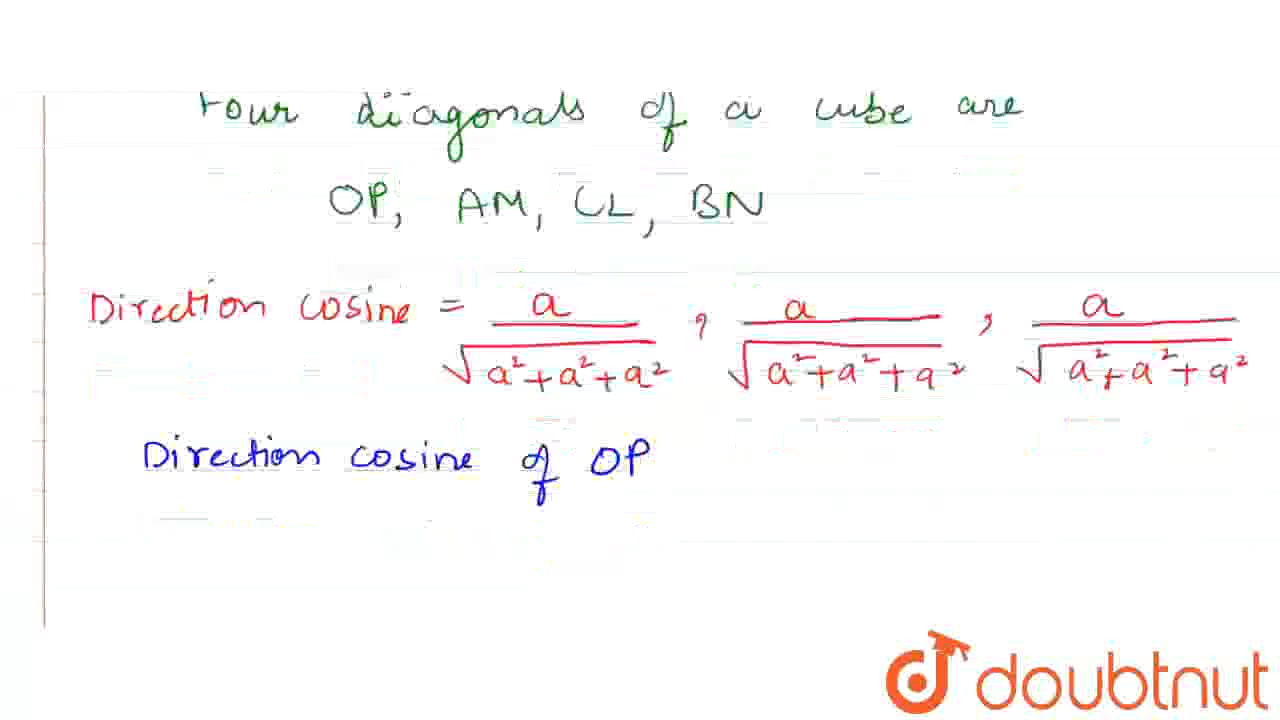 Four diagonals of a cube are
OP, AM, CL, BN
Direction cosine = a/√(a²+a²+a²) , a/√(a²+a²+a²) , a/√(a²+a²+a²)
Direction cosine of OP
doubtnut